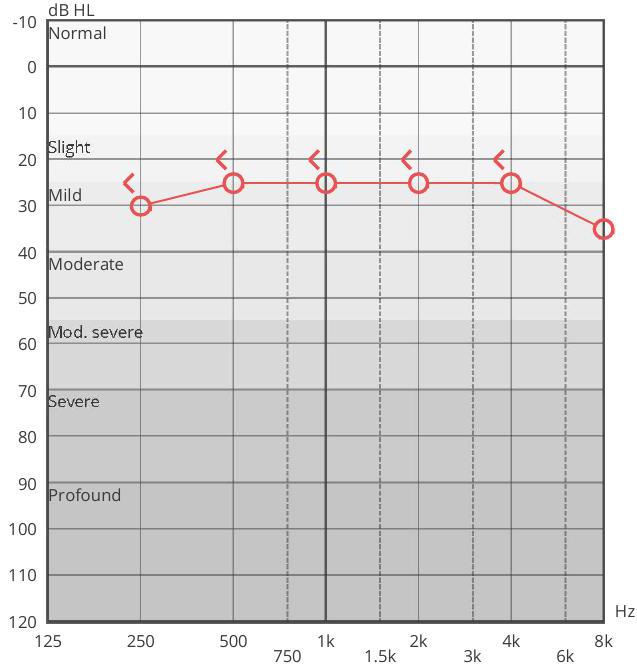 dB HL
-10
Normal
0
10
Slight
20
Mild
30
40
Moderate
50
Mod. severe
60
70
Severe
80
90
Profound
100
110
120
Hz
125 250 500 1k 2k 4k 8k
750 1.5k 3k 6k